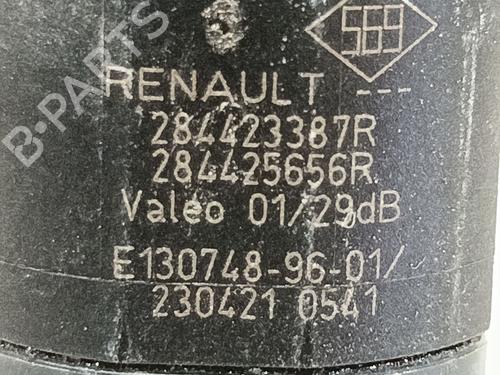 B-PARTS
569
RENAULT ---
284423387R
284425656R
Valeo 01/29dB
E130748-96-01/
230421 0541